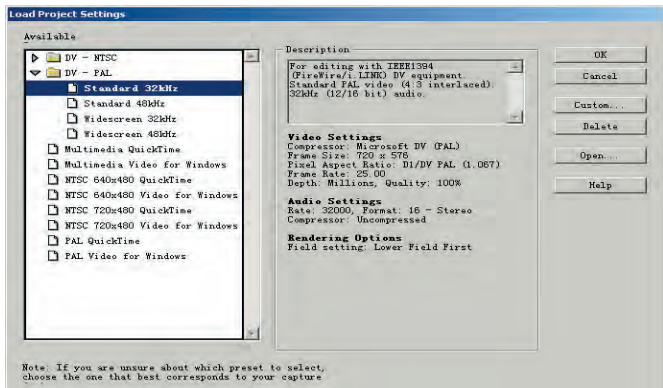 Load Project Settings
Available
DV - NTSC
DV - PAL
Standard 32kHz
Standard 48kHz
Widescreen 32kHz
Widescreen 48kHz
Multimedia QuickTime
Multimedia Video for Windows
NTSC 640x480 QuickTime
NTSC 640x480 Video for Windows
NTSC 720x480 QuickTime
NTSC 720x480 Video for Windows
PAL QuickTime
PAL Video for Windows
Description
For editing with IEEE1394
(FireWire/i.LINK) DV equipment.
Standard PAL video (4:3 interlaced).
32kHz (12/16 bit) audio.
Video Settings
Compressor: Microsoft DV (PAL)
Frame Size: 720 x 576
Pixel Aspect Ratio: D1/DV PAL (1.067)
Frame Rate: 25.00
Depth: Millions, Quality: 100%
Audio Settings
Rate: 32000, Format: 16 - Stereo
Compressor: Uncompressed
Rendering Options
Field setting: Lower Field First
OK
Cancel
Custom...
Delete
Open...
Help
Note: If you are unsure about which preset to select,
choose the one that best corresponds to your capture